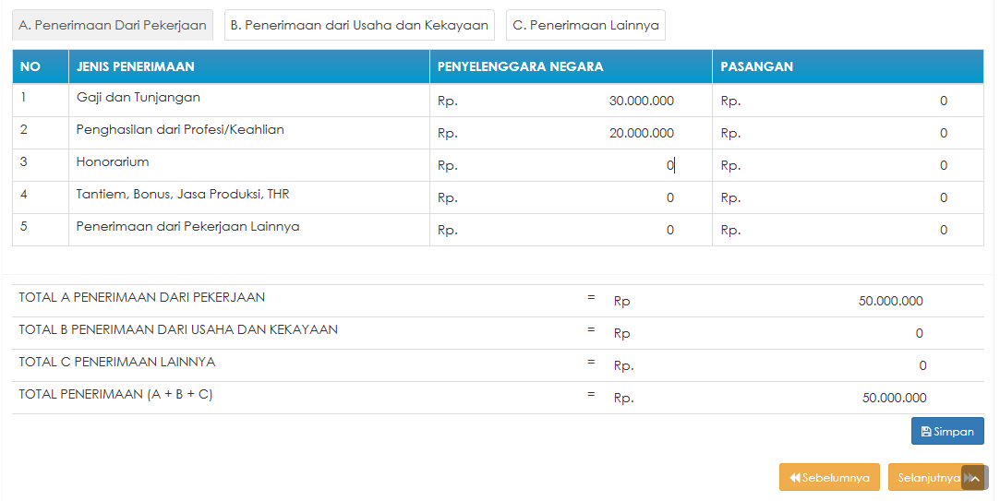 A. Penerimaan Dari Pekerjaan B. Penerimaan dari Usaha dan Kekayaan C. Penerimaan Lainnya
NO JENIS PENERIMAAN PENYELENGGARA NEGARA PASANGAN
1 Gaji dan Tunjangan Rp. 30.000.000 Rp. 0
2 Penghasilan dari Profesi/Keahlian Rp. 20.000.000 Rp. 0
3 Honorarium Rp. 0 Rp. 0
4 Tantiem, Bonus, Jasa Produksi, THR Rp. 0 Rp. 0
5 Penerimaan dari Pekerjaan Lainnya Rp. 0 Rp. 0
TOTAL A PENERIMAAN DARI PEKERJAAN = Rp 50.000.000
TOTAL B PENERIMAAN DARI USAHA DAN KEKAYAAN = Rp 0
TOTAL C PENERIMAAN LAINNYA = Rp. 0
TOTAL PENERIMAAN (A + B + C) = Rp. 50.000.000
Simpan
Sebelumnya Selanjutnya